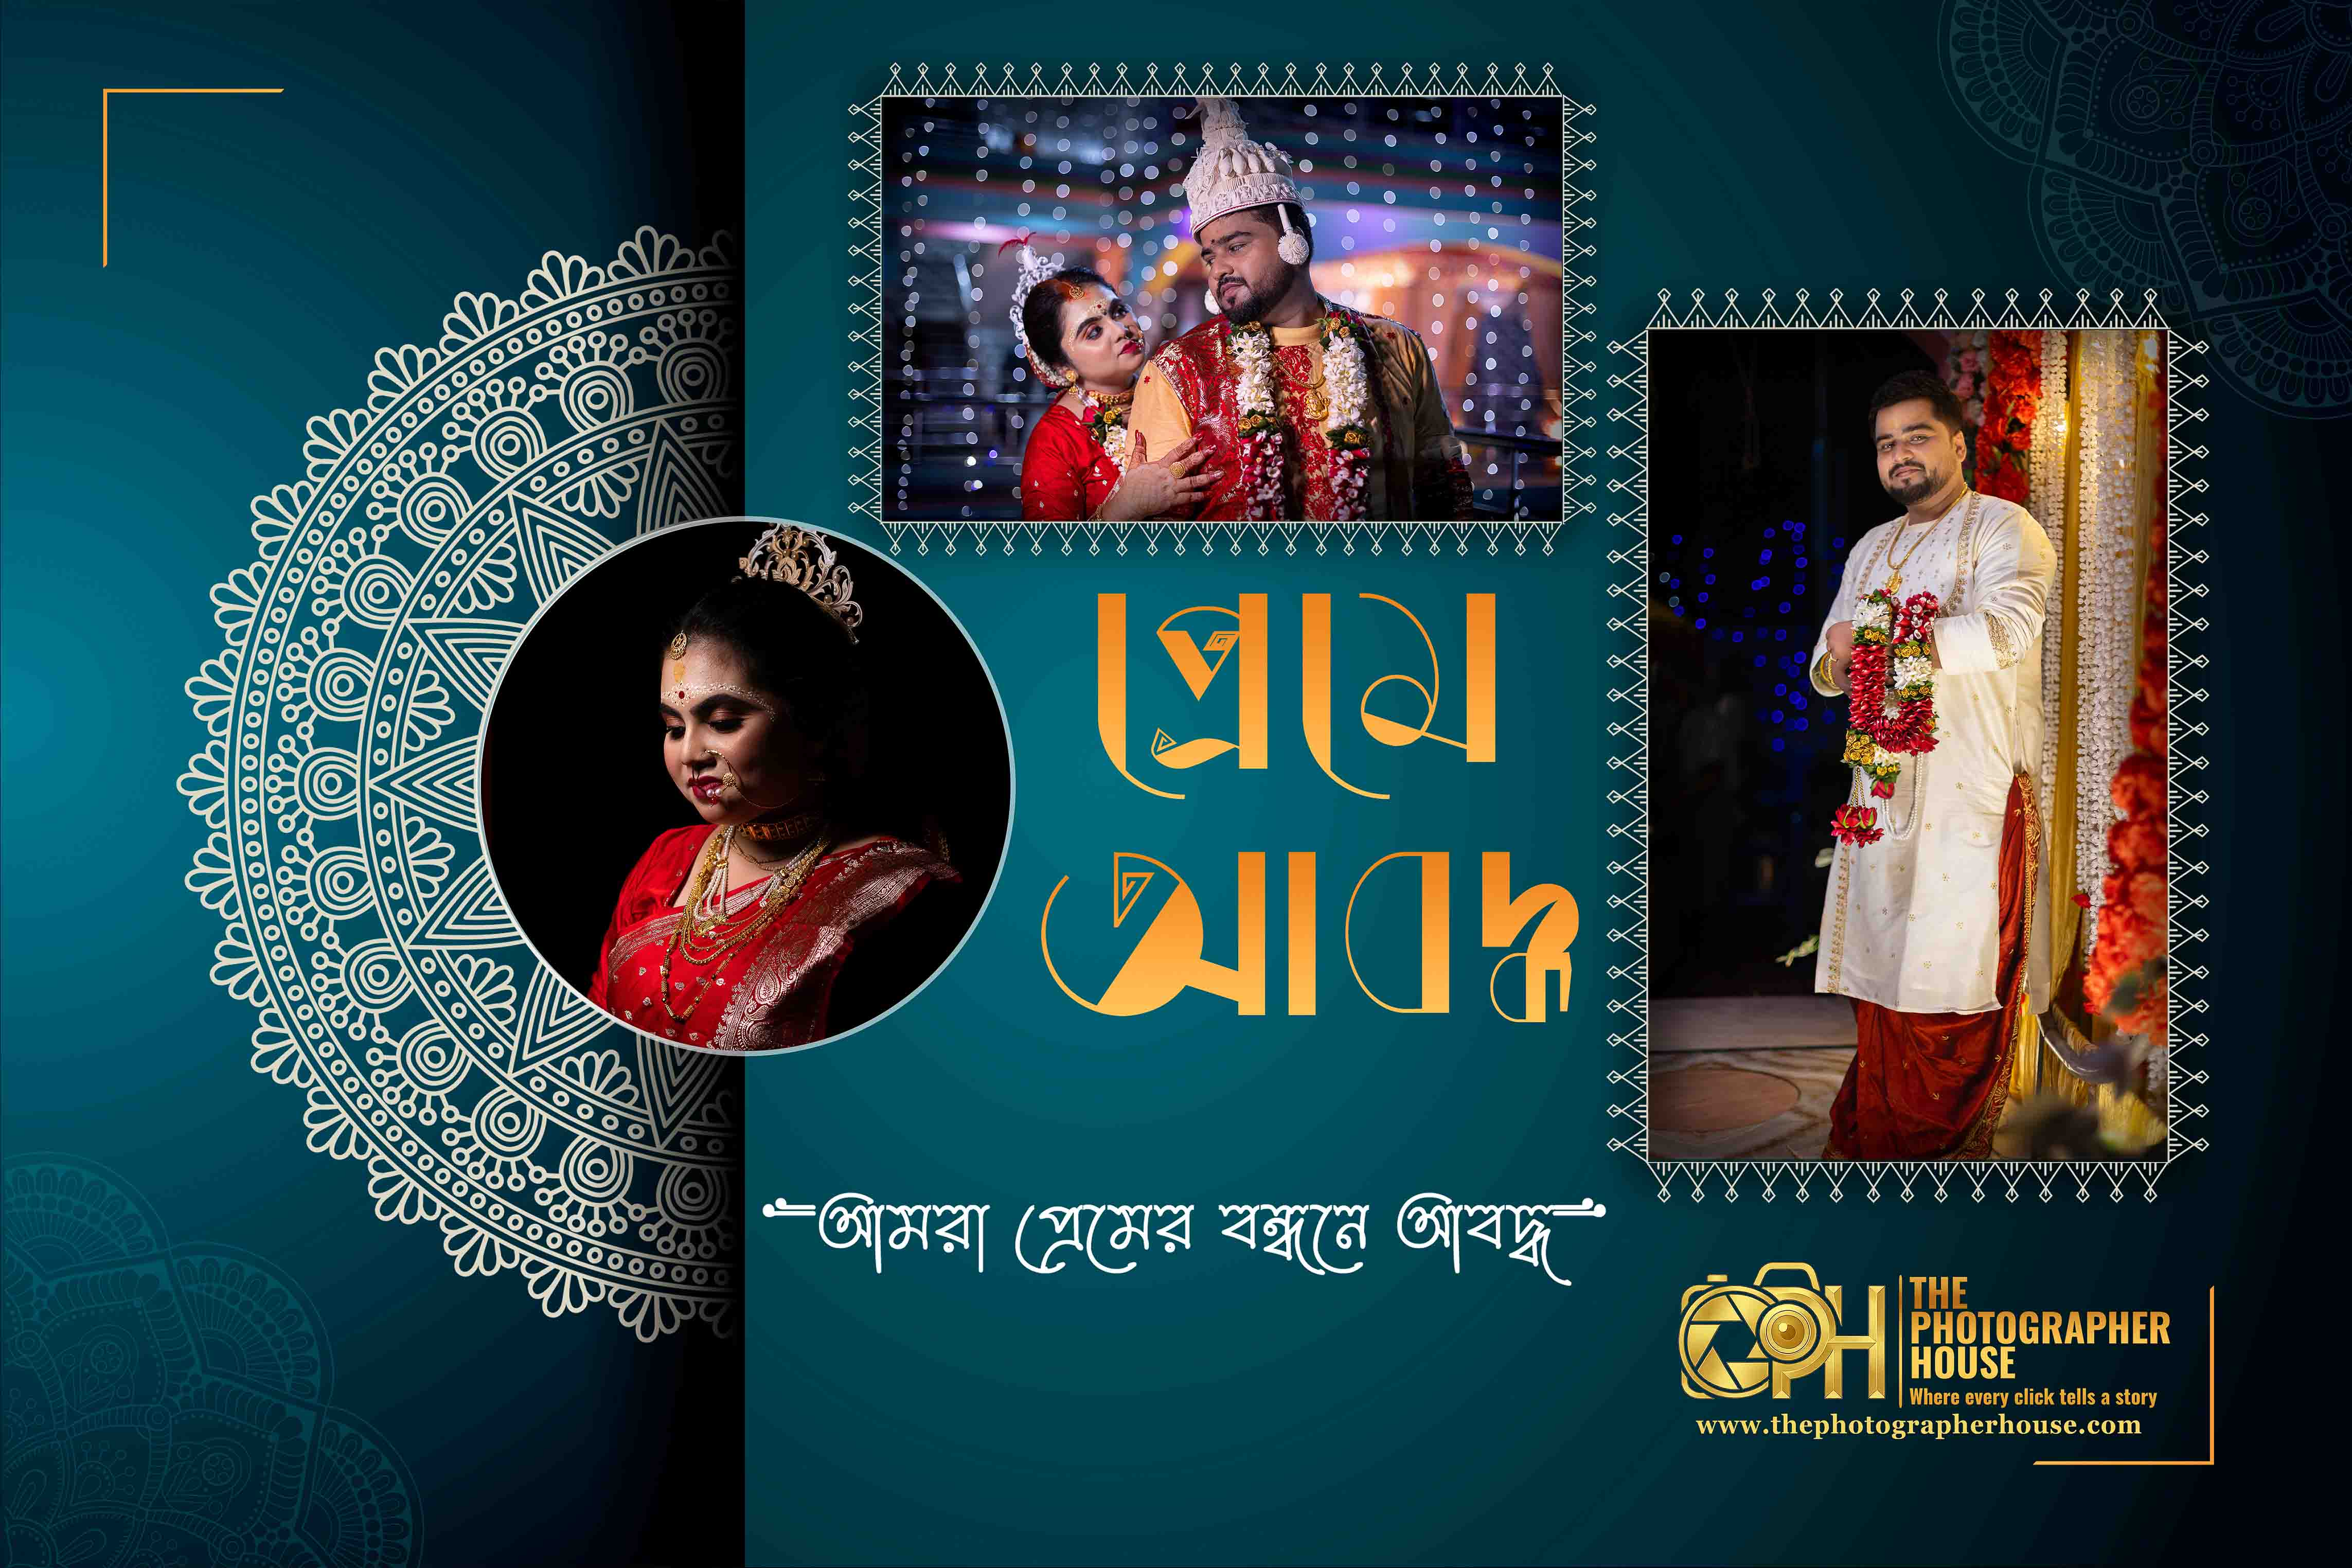 প্রেমে
আবদ্ধ
আমরা প্রেমের বন্ধনে আবদ্ধ
PH
THE
PHOTOGRAPHER
HOUSE
Where every click tells a story
www.thephotographerhouse.com